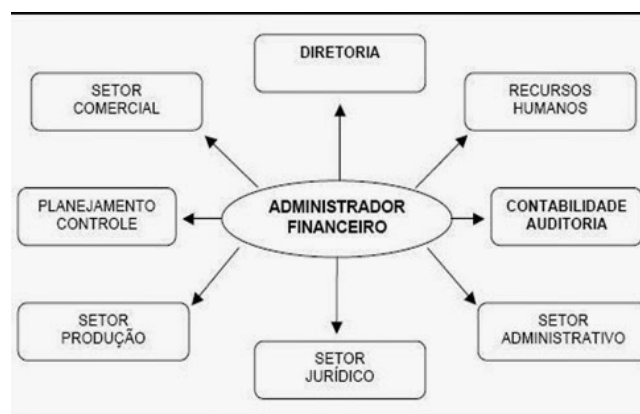 DIRETORIA
SETOR
COMERCIAL
RECURSOS
HUMANOS
PLANEJAMENTO
CONTROLE
ADMINISTRADOR
FINANCEIRO
CONTABILIDADE
AUDITORIA
SETOR
PRODUÇÃO
SETOR
JURÍDICO
SETOR
ADMINISTRATIVO